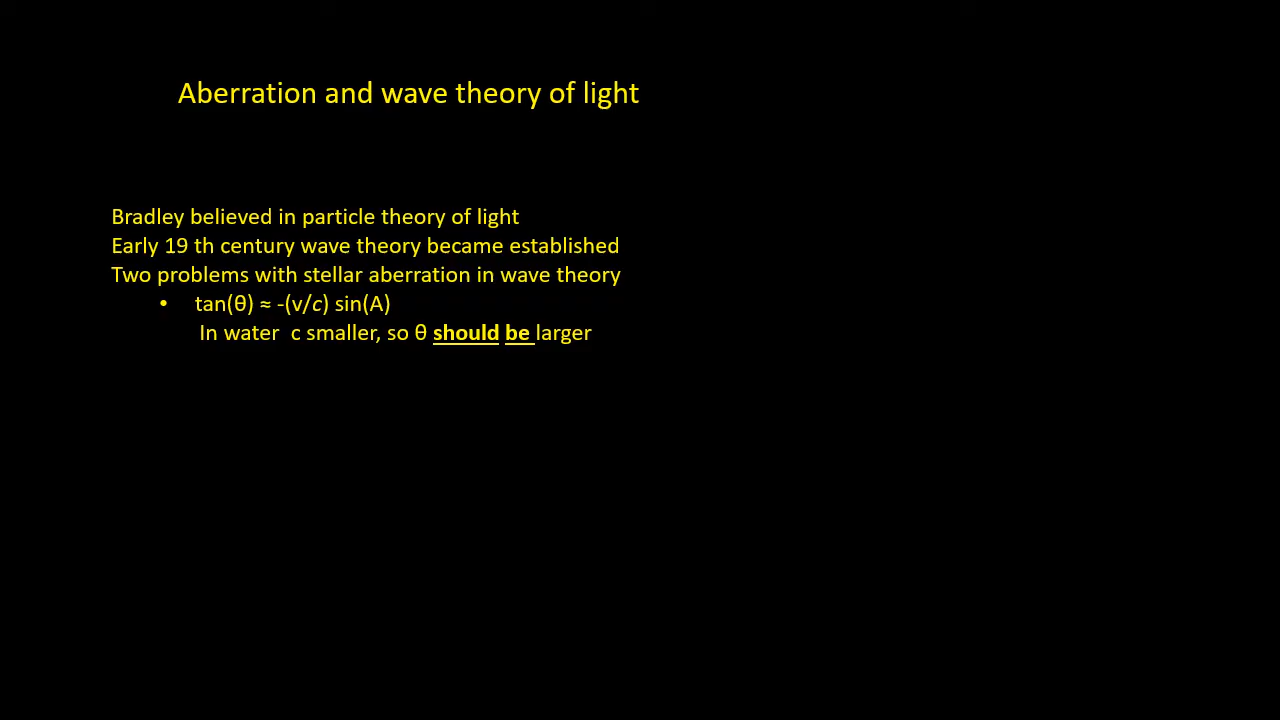 Aberration and wave theory of light
Bradley believed in particle theory of light
Early 19 th century wave theory became established
Two problems with stellar aberration in wave theory
• tan(θ) ≈ -(v/c) sin(A)
In water  c smaller, so θ should be larger